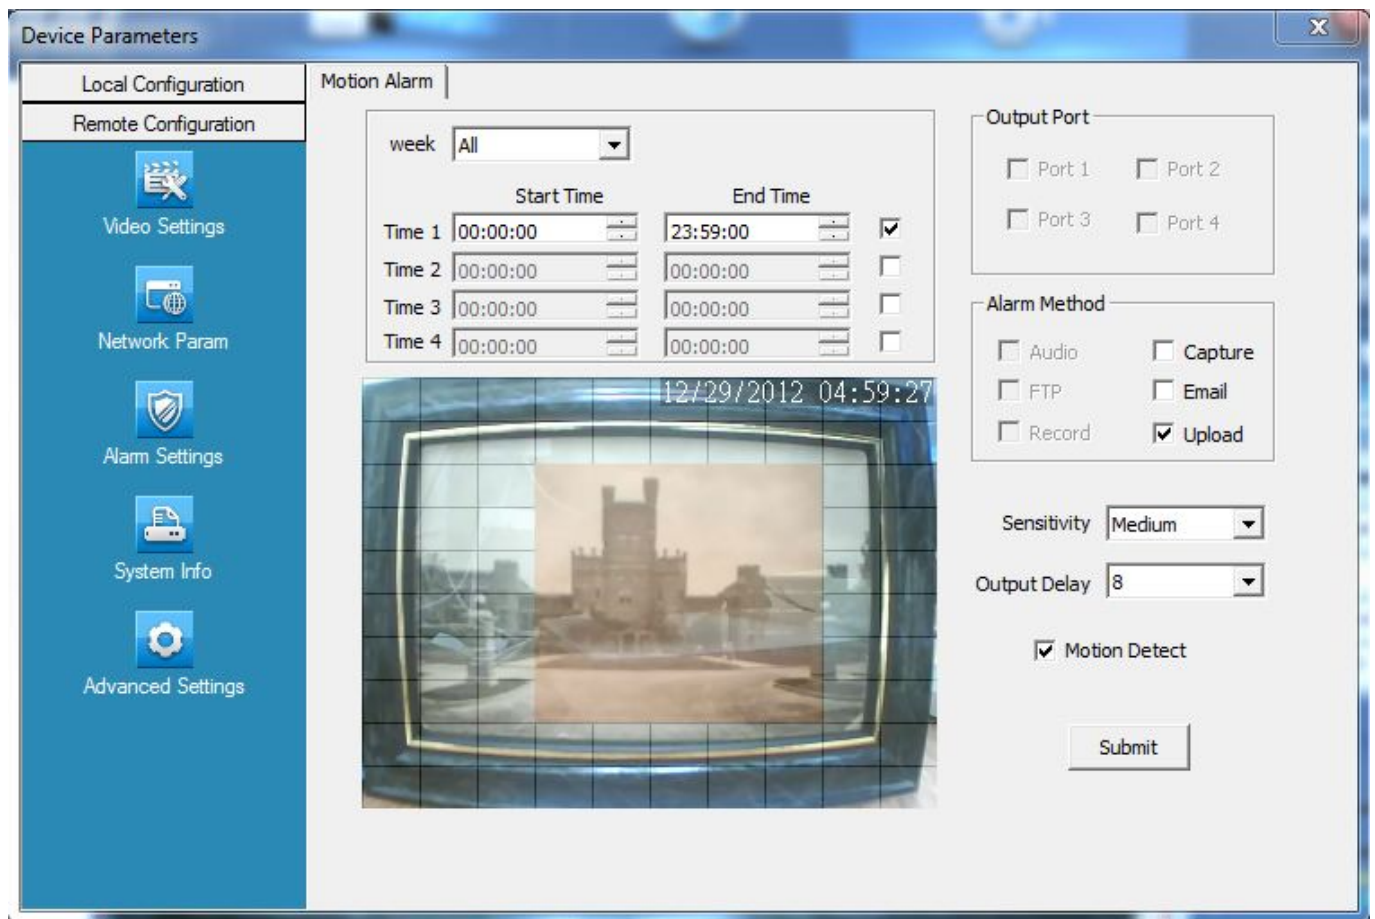 Device Parameters
X
Local Configuration
Remote Configuration
Video Settings
Network Param
Alarm Settings
System Info
Advanced Settings
Motion Alarm
week All
Start Time End Time
Time 1 00:00:00 23:59:00
Time 2 00:00:00 00:00:00
Time 3 00:00:00 00:00:00
Time 4 00:00:00 00:00:00
12/29/2012 04:59:27
Output Port
Port 1 Port 2
Port 3 Port 4
Alarm Method
Audio Capture
FTP Email
Record Upload
Sensitivity Medium
Output Delay 8
Motion Detect
Submit